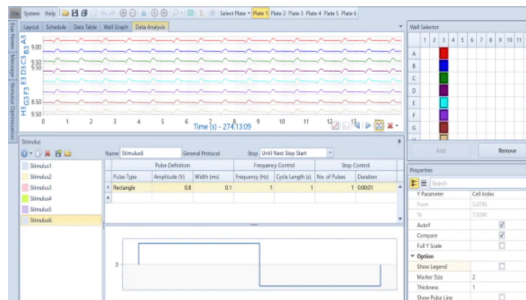 System Help Select Plate Plate 1 Plate 2 Plate 3 Plate 4 Plate 5 Plate 6
Layout Schedule Data Table Well Graph Data Analysis
9.00
9.50
9.50
8.50
9.50
0 1 2 3 4 5 6 7 8 9 10 11 12 13
Time (s) - 274:13:09
Stimulus
Name Stimulus6 General Protocol Stop Until Next Step Start
Stimulus1
Stimulus2
Stimulus3
Stimulus4
Stimulus5
Stimulus6
Pulse Definition Frequency Control Stop Control
Pulse Type Amplitude (V) Width (ms) Frequency (Hz) Cycle Length (s) No. of Pulses Duration
Rectangle 0.8 0.1 1 1 1 0:00:01
0
Well Selector
1 2 3 4 5 6 7 8 9 10 11
A
B
C
D
E
F
G
Add Remove
Properties
Search
Y Parameter Cell Index
From
To
Autofit
Compare
Full Y Scale
Option
Show Legend
Marker Size 2
Thickness 1
Show Pulse Line